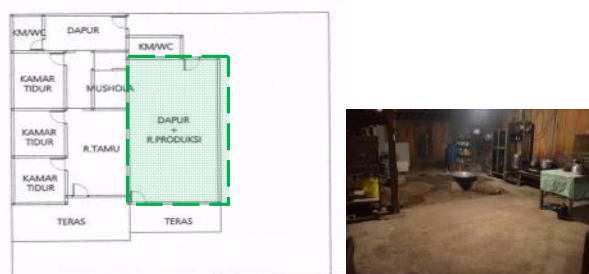 KM/WC
DAPUR
KM/WC
KAMAR
TIDUR
MUSHOLA
DAPUR
+
R.PRODUKSI
KAMAR
TIDUR
R.TAMU
KAMAR
TIDUR
TERAS
TERAS